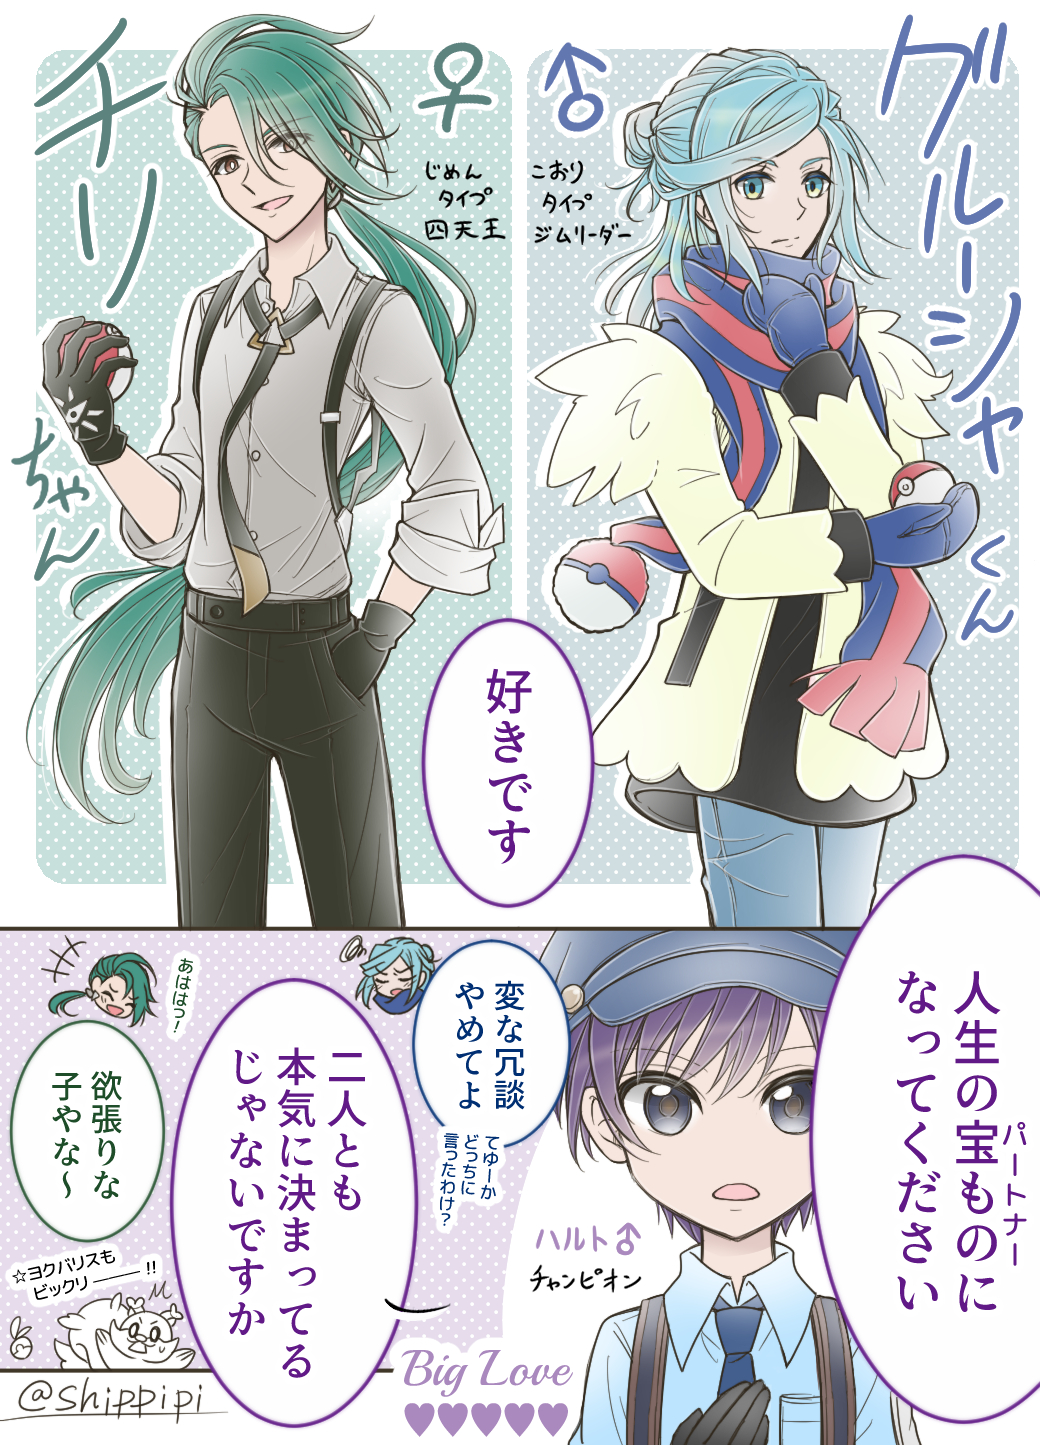 グルーシャ
くん
♂
こおり
タイプ
ジムリーダー
チリ
ちゃん
♀
じめん
タイプ
四天王
好きです
人生の宝ものに
パートナー
なってください
ハルト♂
チャンピオン
変な冗談
やめてよ
てゆーか
どっちに
言ったわけ?
二人とも
本気に決まってる
じゃないですか
あははっ!
欲張りな
子やな〜
☆ヨクバリスも
ビックリ――!!
Big Love
♥♥♥♥♥
@shippipi